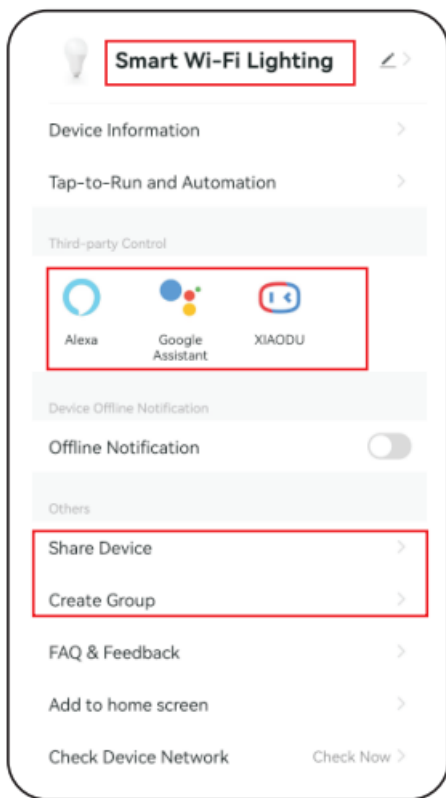 Smart Wi-Fi Lighting
Device Information
Tap-to-Run and Automation
Third-party Control
Alexa
Google
Assistant
XIAODU
Device Offline Notification
Offline Notification
Others
Share Device
Create Group
FAQ & Feedback
Add to home screen
Check Device Network Check Now